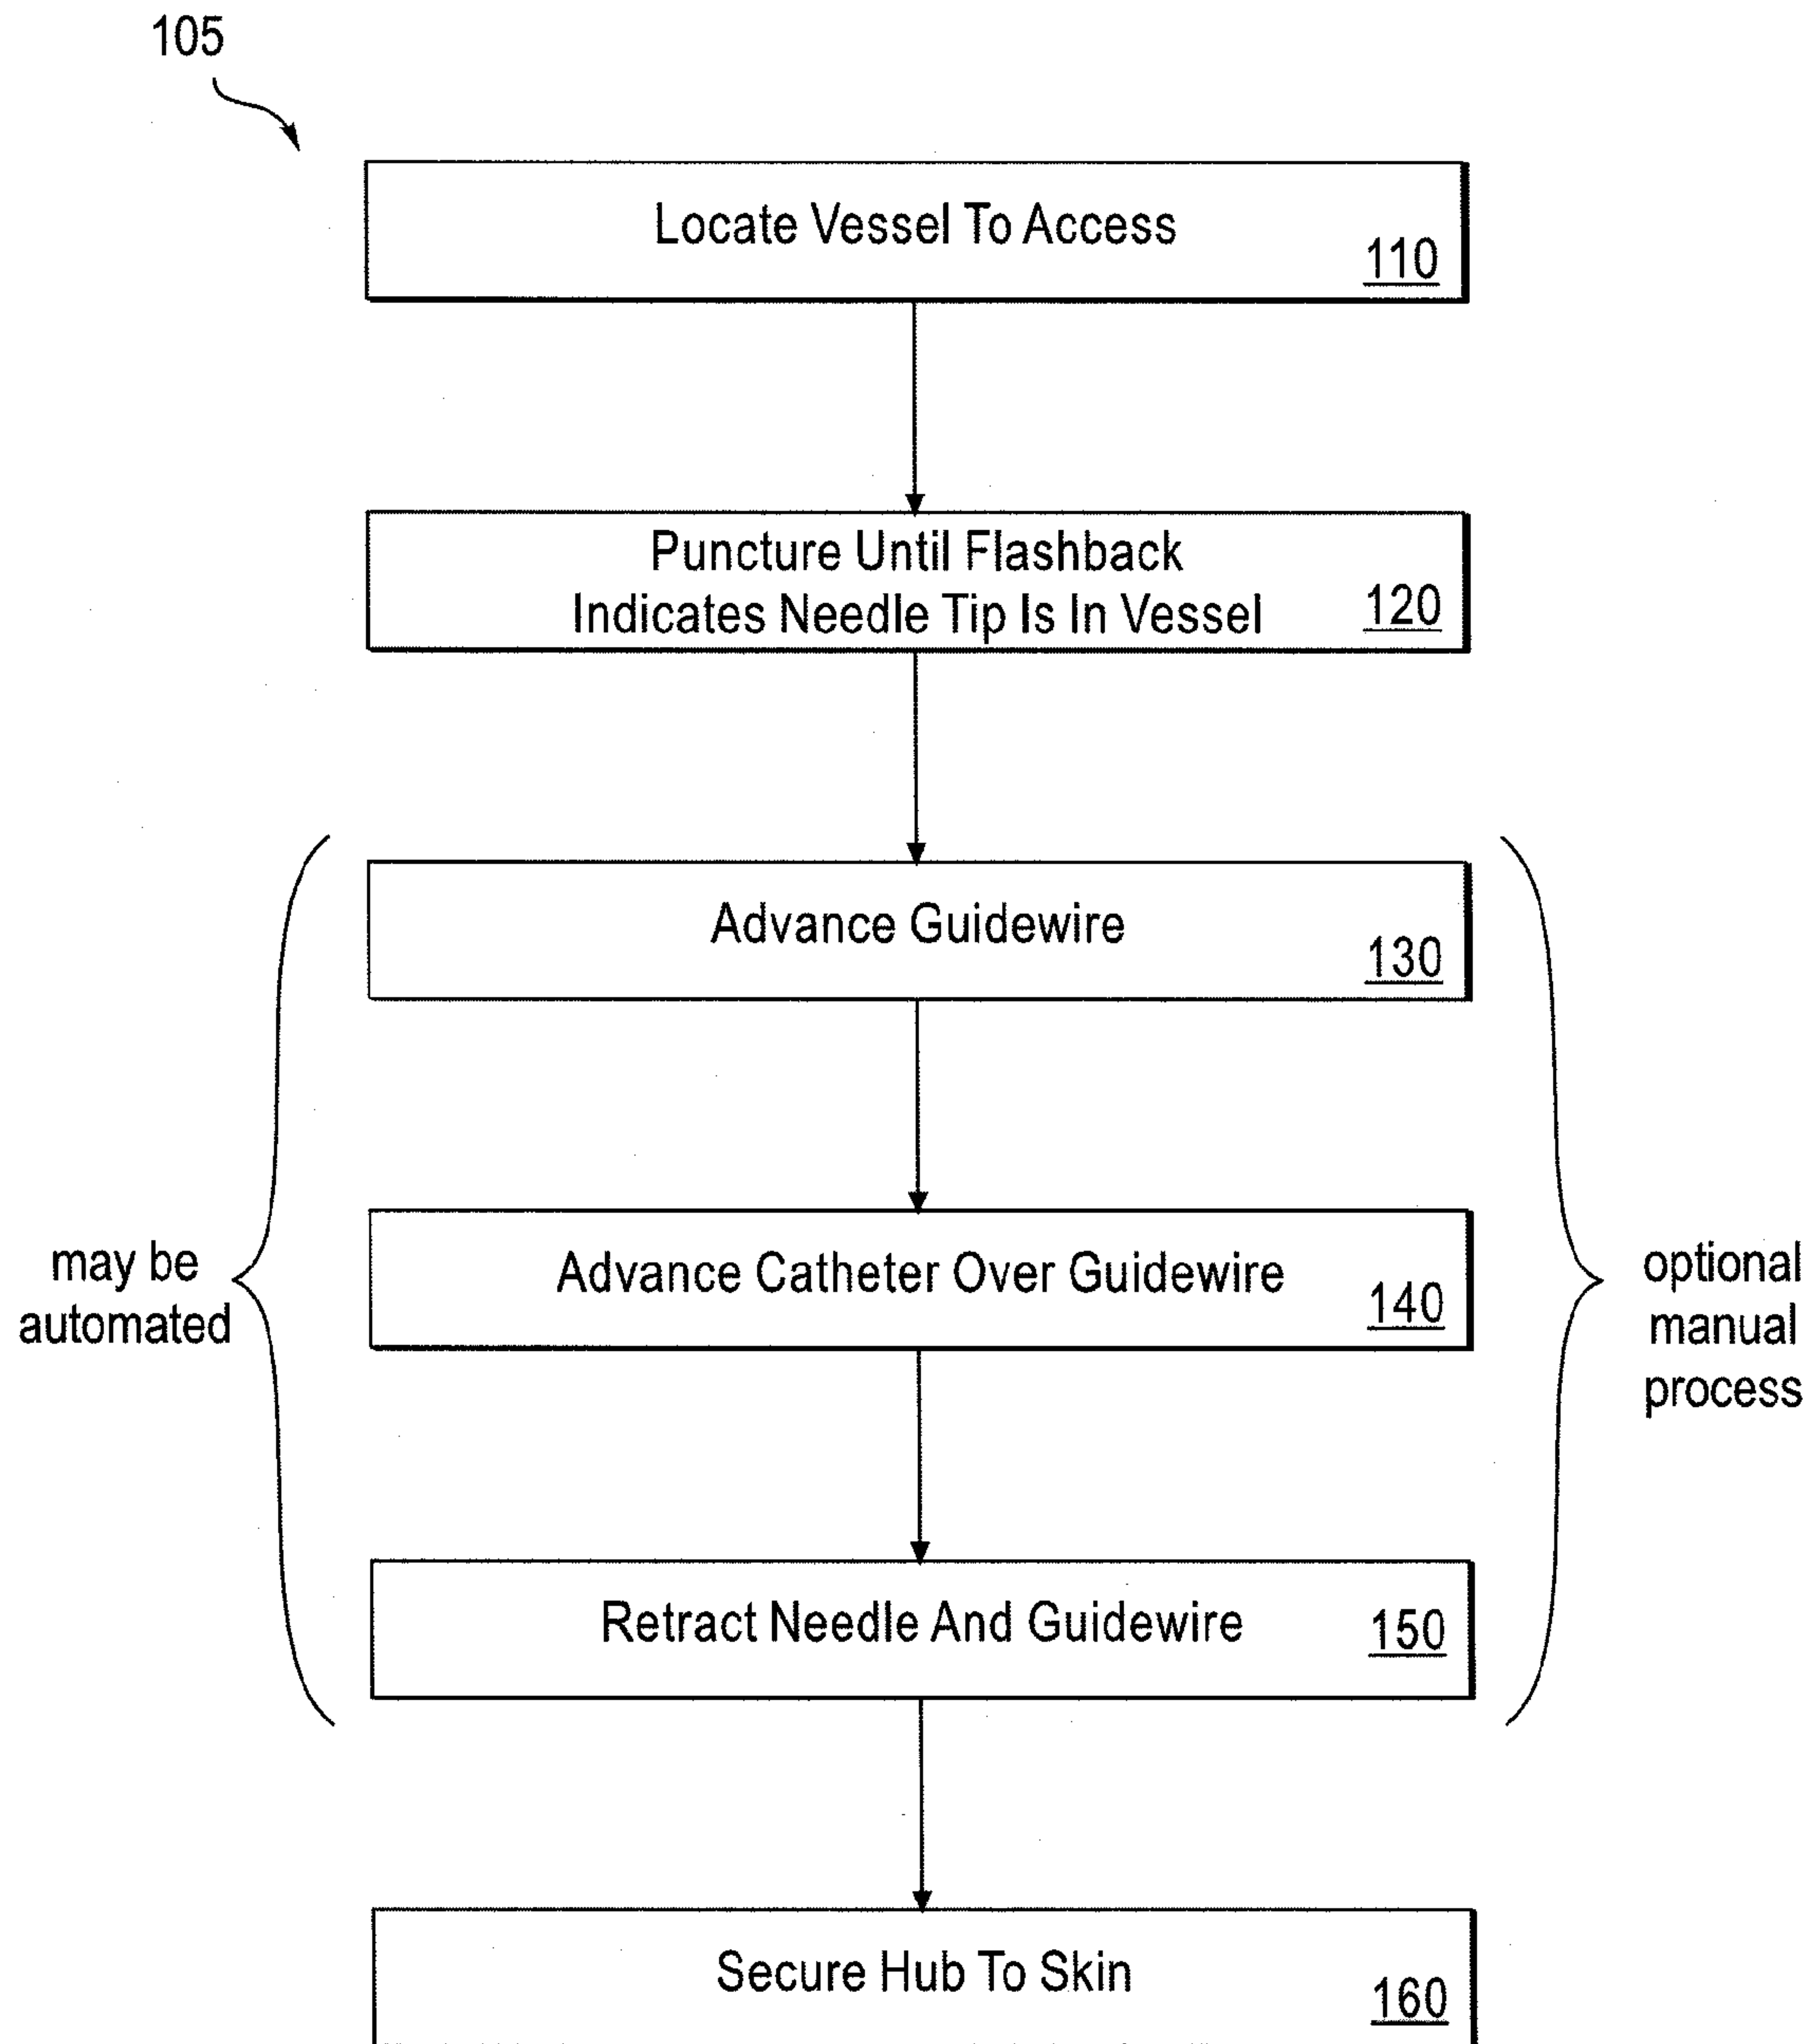 105
Locate Vessel To Access
110
Puncture Until Flashback
Indicates Needle Tip Is In Vessel
120
Advance Guidewire
130
may be
automated
Advance Catheter Over Guidewire
140
optional
manual
process
Retract Needle And Guidewire
150
Secure Hub To Skin
160